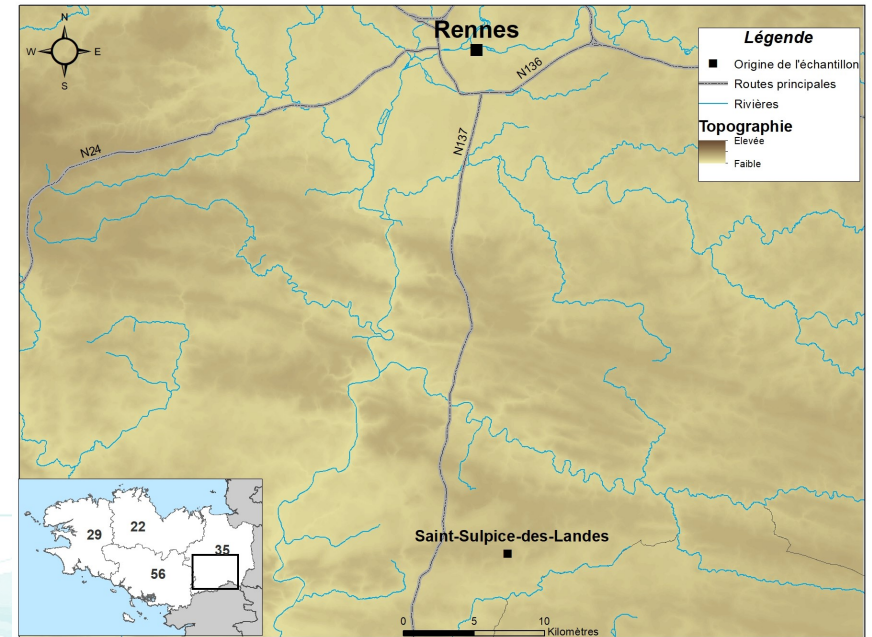 N
W E
S
Rennes
N136
N137
N24
Légende
Origine de l'échantillon
Routes principales
Rivières
Topographie
Elevée
Faible
Saint-Sulpice-des-Landes
29
22
35
56
0 5 10
Kilomètres